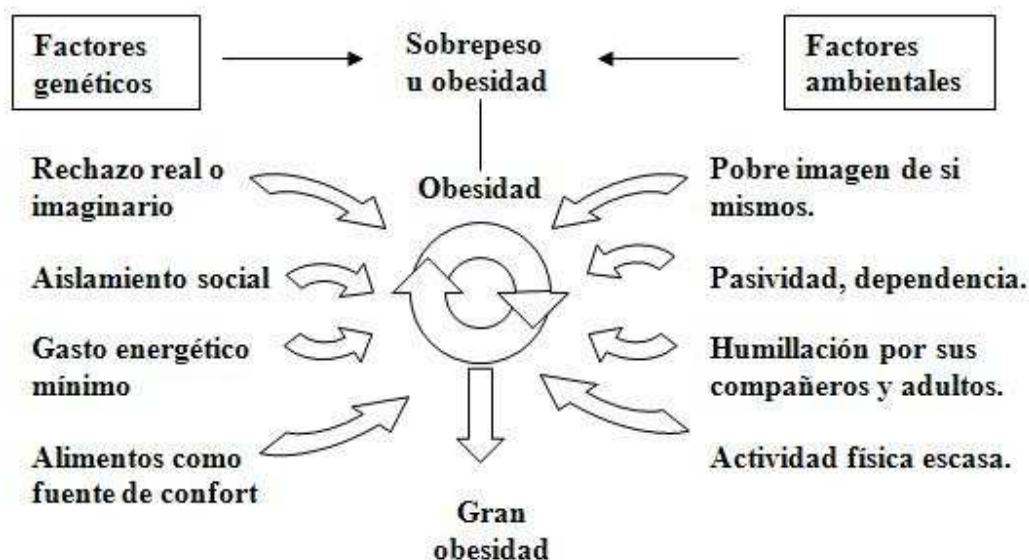 Factores
genéticos
Sobrepeso
u obesidad
Factores
ambientales
Rechazo real o
imaginario
Obesidad
Pobre imagen de si
mismos.
Aislamiento social
Pasividad, dependencia.
Gasto energético
mínimo
Humillación por sus
compañeros y adultos.
Alimentos como
fuente de confort
Actividad física escasa.
Gran
obesidad